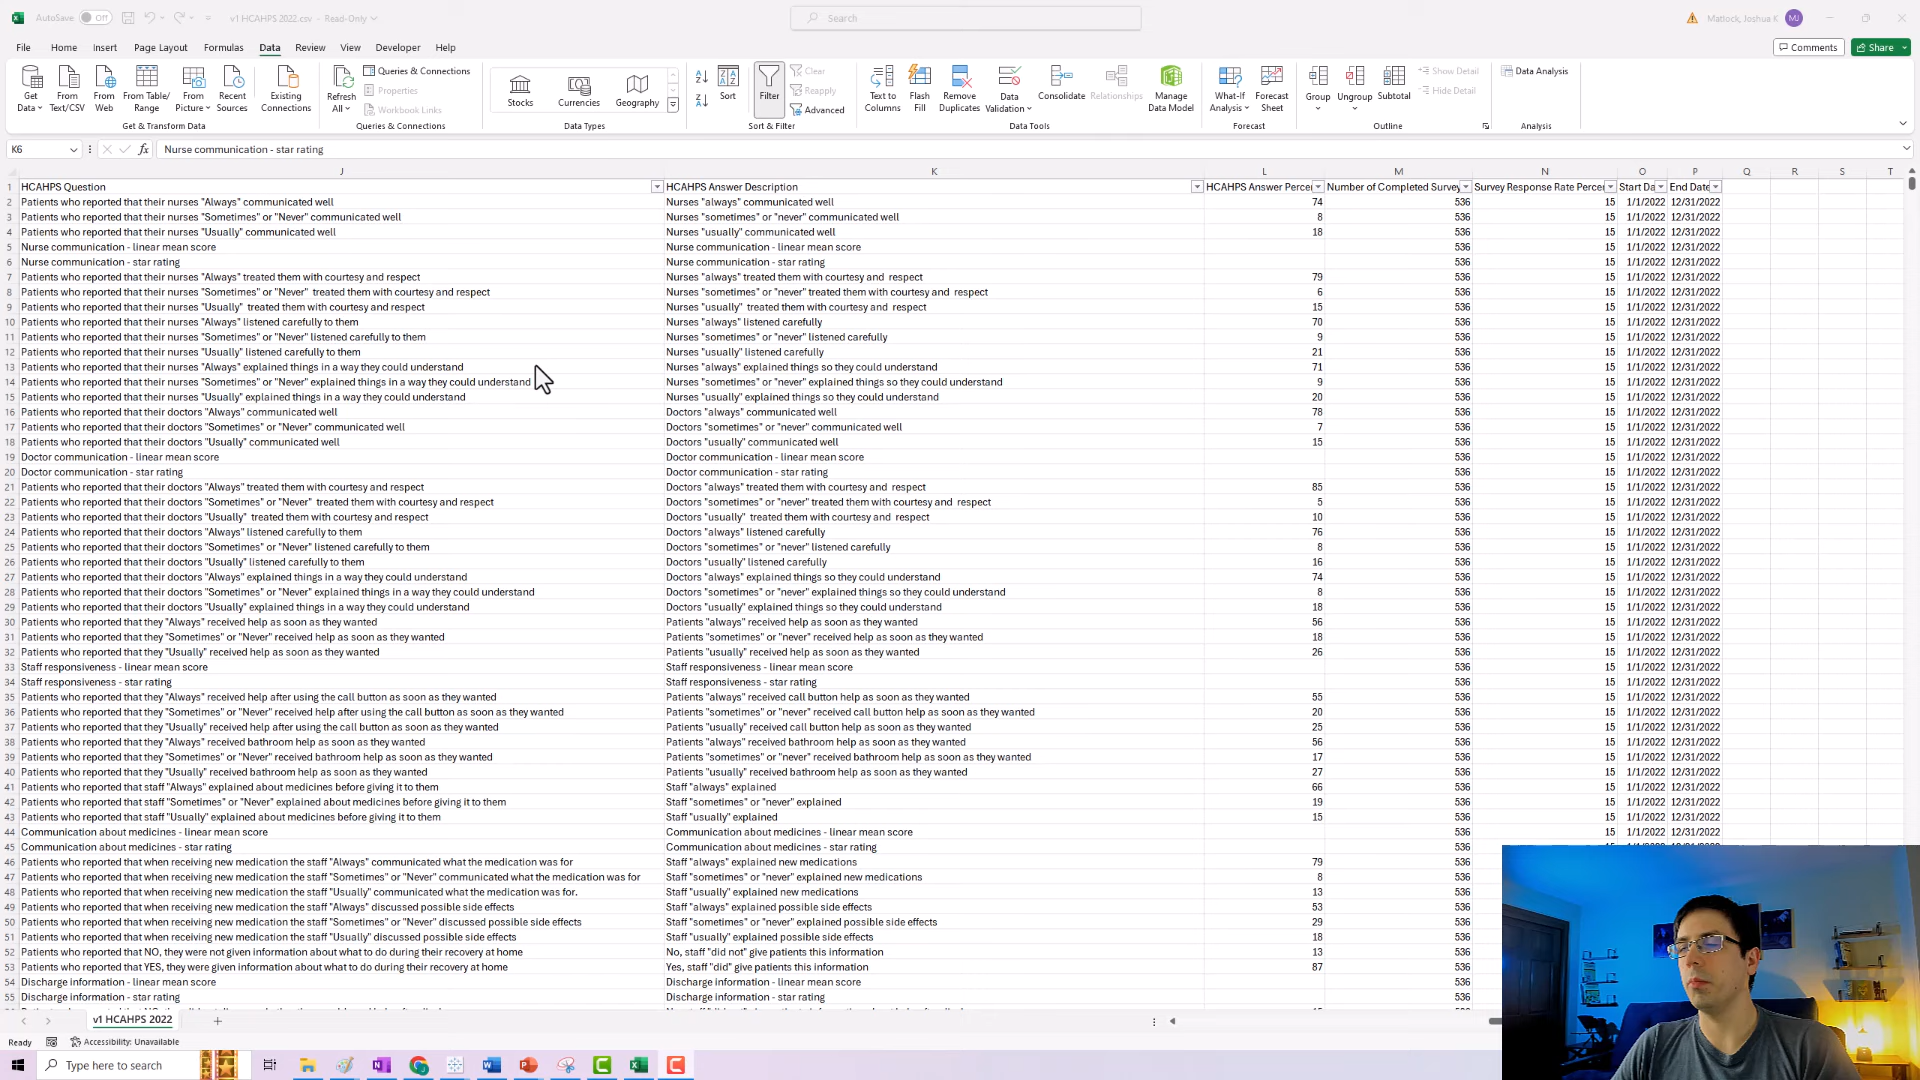 AutoSave Off v1 HCAHPS 2022.csv - Read-Only Search Matlock, Joshua K MJ
File Home Insert Page Layout Formulas Data Review View Developer Help Comments Share
Get Data From Text/CSV From Web From Table/Range From Picture Recent Sources Existing Connections
Get & Transform Data
Refresh All Queries & Connections Properties Workbook Links
Queries & Connections
Stocks Currencies Geography
Data Types
Sort Filter Clear Reapply Advanced
Sort & Filter
Text to Columns Flash Fill Remove Duplicates Data Validation Consolidate Relationships Manage Data Model
Data Tools
What-If Analysis Forecast Sheet
Forecast
Group Ungroup Subtotal Show Detail Hide Detail
Outline
Data Analysis
Analysis
K6 fx Nurse communication - star rating
J K L M N O P Q R S T
1 HCAHPS Question HCAHPS Answer Description HCAHPS Answer Perce Number of Completed Survey Survey Response Rate Percen Start Da End Date
2 Patients who reported that their nurses "Always" communicated well Nurses "always" communicated well 74 536 15 1/1/2022 12/31/2022
3 Patients who reported that their nurses "Sometimes" or "Never" communicated well Nurses "sometimes" or "never" communicated well 8 536 15 1/1/2022 12/31/2022
4 Patients who reported that their nurses "Usually" communicated well Nurses "usually" communicated well 18 536 15 1/1/2022 12/31/2022
5 Nurse communication - linear mean score Nurse communication - linear mean score 536 15 1/1/2022 12/31/2022
6 Nurse communication - star rating Nurse communication - star rating 536 15 1/1/2022 12/31/2022
7 Patients who reported that their nurses "Always" treated them with courtesy and respect Nurses "always" treated them with courtesy and respect 79 536 15 1/1/2022 12/31/2022
8 Patients who reported that their nurses "Sometimes" or "Never" treated them with courtesy and respect Nurses "sometimes" or "never" treated them with courtesy and respect 6 536 15 1/1/2022 12/31/2022
9 Patients who reported that their nurses "Usually" treated them with courtesy and respect Nurses "usually" treated them with courtesy and respect 15 536 15 1/1/2022 12/31/2022
10 Patients who reported that their nurses "Always" listened carefully to them Nurses "always" listened carefully 70 536 15 1/1/2022 12/31/2022
11 Patients who reported that their nurses "Sometimes" or "Never" listened carefully to them Nurses "sometimes" or "never" listened carefully 9 536 15 1/1/2022 12/31/2022
12 Patients who reported that their nurses "Usually" listened carefully to them Nurses "usually" listened carefully 21 536 15 1/1/2022 12/31/2022
13 Patients who reported that their nurses "Always" explained things in a way they could understand Nurses "always" explained things so they could understand 71 536 15 1/1/2022 12/31/2022
14 Patients who reported that their nurses "Sometimes" or "Never" explained things in a way they could understand Nurses "sometimes" or "never" explained things so they could understand 9 536 15 1/1/2022 12/31/2022
15 Patients who reported that their nurses "Usually" explained things in a way they could understand Nurses "usually" explained things so they could understand 20 536 15 1/1/2022 12/31/2022
16 Patients who reported that their doctors "Always" communicated well Doctors "always" communicated well 78 536 15 1/1/2022 12/31/2022
17 Patients who reported that their doctors "Sometimes" or "Never" communicated well Doctors "sometimes" or "never" communicated well 7 536 15 1/1/2022 12/31/2022
18 Patients who reported that their doctors "Usually" communicated well Doctors "usually" communicated well 15 536 15 1/1/2022 12/31/2022
19 Doctor communication - linear mean score Doctor communication - linear mean score 536 15 1/1/2022 12/31/2022
20 Doctor communication - star rating Doctor communication - star rating 536 15 1/1/2022 12/31/2022
21 Patients who reported that their doctors "Always" treated them with courtesy and respect Doctors "always" treated them with courtesy and respect 85 536 15 1/1/2022 12/31/2022
22 Patients who reported that their doctors "Sometimes" or "Never" treated them with courtesy and respect Doctors "sometimes" or "never" treated them with courtesy and respect 5 536 15 1/1/2022 12/31/2022
23 Patients who reported that their doctors "Usually" treated them with courtesy and respect Doctors "usually" treated them with courtesy and respect 10 536 15 1/1/2022 12/31/2022
24 Patients who reported that their doctors "Always" listened carefully to them Doctors "always" listened carefully 76 536 15 1/1/2022 12/31/2022
25 Patients who reported that their doctors "Sometimes" or "Never" listened carefully to them Doctors "sometimes" or "never" listened carefully 8 536 15 1/1/2022 12/31/2022
26 Patients who reported that their doctors "Usually" listened carefully to them Doctors "usually" listened carefully 16 536 15 1/1/2022 12/31/2022
27 Patients who reported that their doctors "Always" explained things in a way they could understand Doctors "always" explained things so they could understand 74 536 15 1/1/2022 12/31/2022
28 Patients who reported that their doctors "Sometimes" or "Never" explained things in a way they could understand Doctors "sometimes" or "never" explained things so they could understand 8 536 15 1/1/2022 12/31/2022
29 Patients who reported that their doctors "Usually" explained things in a way they could understand Doctors "usually" explained things so they could understand 18 536 15 1/1/2022 12/31/2022
30 Patients who reported that they "Always" received help as soon as they wanted Patients "always" received help as soon as they wanted 56 536 15 1/1/2022 12/31/2022
31 Patients who reported that they "Sometimes" or "Never" received help as soon as they wanted Patients "sometimes" or "never" received help as soon as they wanted 18 536 15 1/1/2022 12/31/2022
32 Patients who reported that they "Usually" received help as soon as they wanted Patients "usually" received help as soon as they wanted 26 536 15 1/1/2022 12/31/2022
33 Staff responsiveness - linear mean score Staff responsiveness - linear mean score 536 15 1/1/2022 12/31/2022
34 Staff responsiveness - star rating Staff responsiveness - star rating 536 15 1/1/2022 12/31/2022
35 Patients who reported that they "Always" received help after using the call button as soon as they wanted Patients "always" received call button help as soon as they wanted 55 536 15 1/1/2022 12/31/2022
36 Patients who reported that they "Sometimes" or "Never" received help after using the call button as soon as they wanted Patients "sometimes" or "never" received call button help as soon as they wanted 20 536 15 1/1/2022 12/31/2022
37 Patients who reported that they "Usually" received help after using the call button as soon as they wanted Patients "usually" received call button help as soon as they wanted 25 536 15 1/1/2022 12/31/2022
38 Patients who reported that they "Always" received bathroom help as soon as they wanted Patients "always" received bathroom help as soon as they wanted 56 536 15 1/1/2022 12/31/2022
39 Patients who reported that they "Sometimes" or "Never" received bathroom help as soon as they wanted Patients "sometimes" or "never" received bathroom help as soon as they wanted 17 536 15 1/1/2022 12/31/2022
40 Patients who reported that they "Usually" received bathroom help as soon as they wanted Patients "usually" received bathroom help as soon as they wanted 27 536 15 1/1/2022 12/31/2022
41 Patients who reported that staff "Always" explained about medicines before giving it to them Staff "always" explained 66 536 15 1/1/2022 12/31/2022
42 Patients who reported that staff "Sometimes" or "Never" explained about medicines before giving it to them Staff "sometimes" or "never" explained 19 536 15 1/1/2022 12/31/2022
43 Patients who reported that staff "Usually" explained about medicines before giving it to them Staff "usually" explained 15 536 15 1/1/2022 12/31/2022
44 Communication about medicines - linear mean score Communication about medicines - linear mean score 536 15 1/1/2022 12/31/2022
45 Communication about medicines - star rating Communication about medicines - star rating 536
46 Patients who reported that when receiving new medication the staff "Always" communicated what the medication was for Staff "always" explained new medications 79 536
47 Patients who reported that when receiving new medication the staff "Sometimes" or "Never" communicated what the medication was for Staff "sometimes" or "never" explained new medications 8 536
48 Patients who reported that when receiving new medication the staff "Usually" communicated what the medication was for. Staff "usually" explained new medications 13 536
49 Patients who reported that when receiving new medication the staff "Always" discussed possible side effects Staff "always" explained possible side effects 53 536
50 Patients who reported that when receiving new medication the staff "Sometimes" or "Never" discussed possible side effects Staff "sometimes" or "never" explained possible side effects 29 536
51 Patients who reported that when receiving new medication the staff "Usually" discussed possible side effects Staff "usually" explained possible side effects 18 536
52 Patients who reported that NO, they were not given information about what to do during their recovery at home No, staff "did not" give patients this information 13 536
53 Patients who reported that YES, they were given information about what to do during their recovery at home Yes, staff "did" give patients this information 87 536
54 Discharge information - linear mean score Discharge information - linear mean score 536
55 Discharge information - star rating Discharge information - star rating 536
v1 HCAHPS 2022
Ready Accessibility: Unavailable
Type here to search